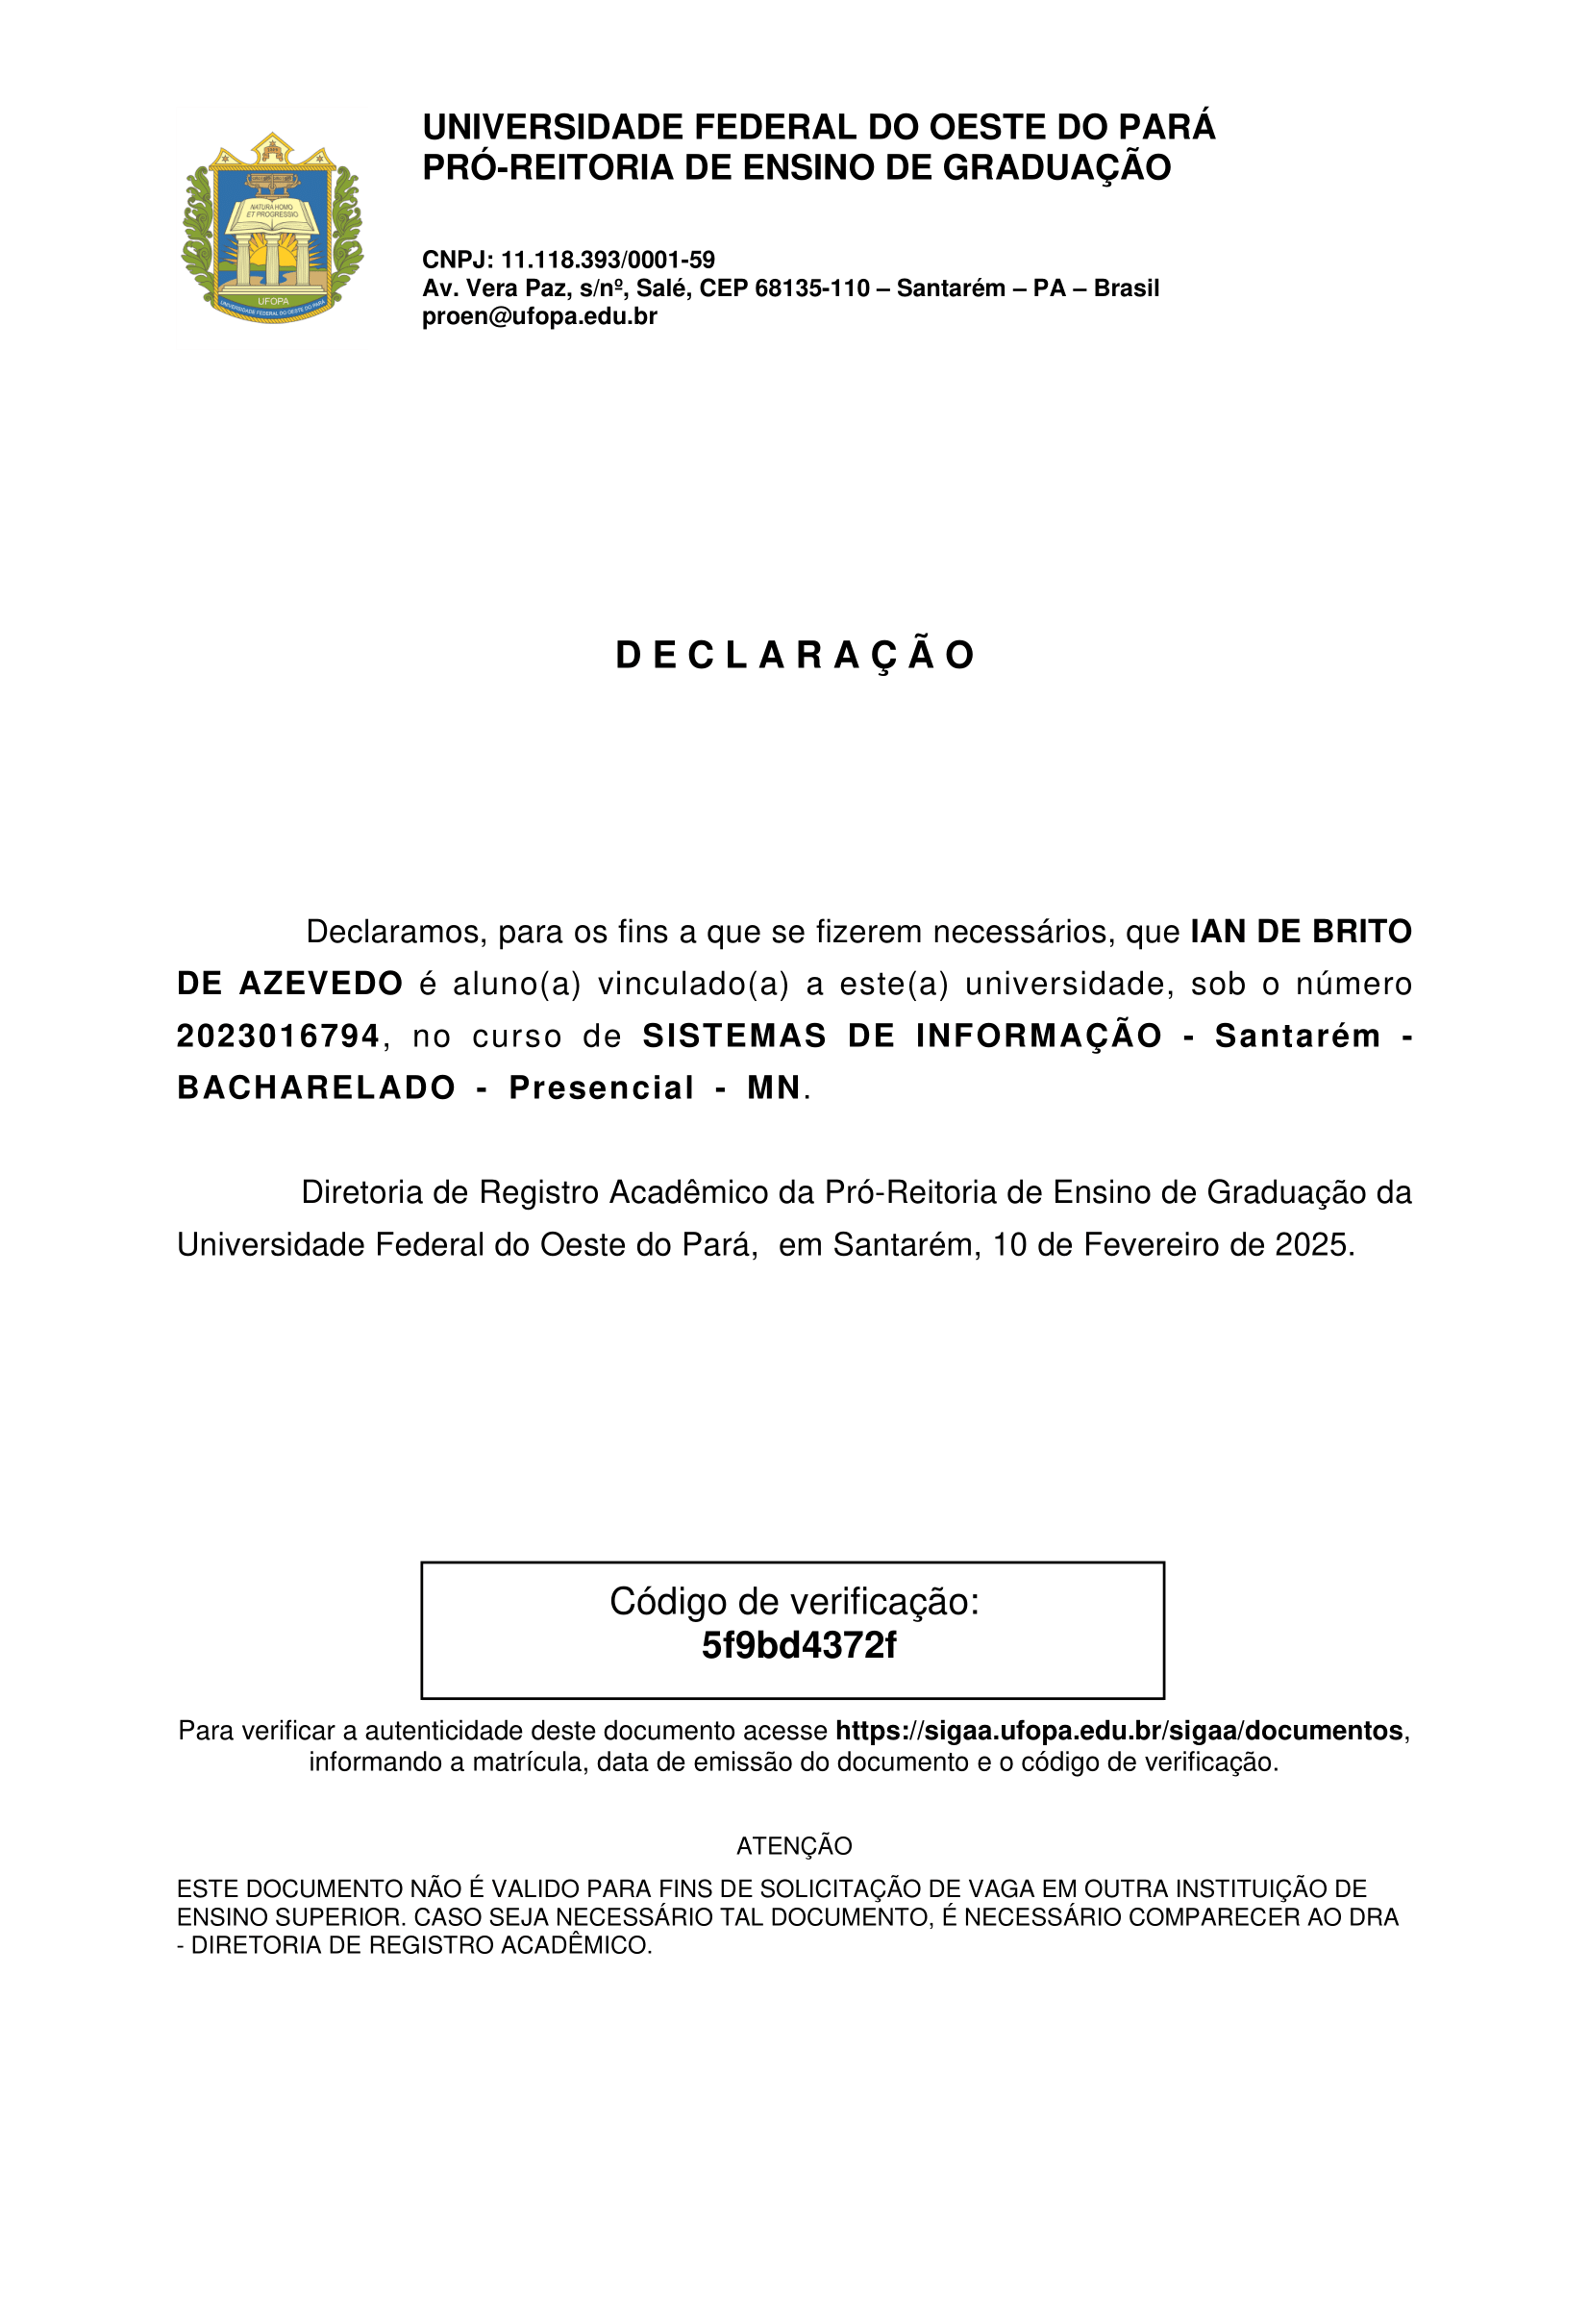 UNIVERSIDADE FEDERAL DO OESTE DO PARÁ
PRÓ-REITORIA DE ENSINO DE GRADUAÇÃO
NATURA HOMO
ET PROGRESSIO
UFOPA
UNIVERSIDADE FEDERAL DO OESTE DO PARÁ
CNPJ: 11.118.393/0001-59
Av. Vera Paz, s/nº, Salé, CEP 68135-110 – Santarém – PA – Brasil
proen@ufopa.edu.br
D E C L A R A Ç Ã O
Declaramos, para os fins a que se fizerem necessários, que IAN DE BRITO
DE AZEVEDO é aluno(a) vinculado(a) a este(a) universidade, sob o número
2023016794, no curso de SISTEMAS DE INFORMAÇÃO - Santarém -
BACHARELADO - Presencial - MN.
Diretoria de Registro Acadêmico da Pró-Reitoria de Ensino de Graduação da
Universidade Federal do Oeste do Pará,  em Santarém, 10 de Fevereiro de 2025.
Código de verificação:
5f9bd4372f
Para verificar a autenticidade deste documento acesse https://sigaa.ufopa.edu.br/sigaa/documentos,
informando a matrícula, data de emissão do documento e o código de verificação.
ATENÇÃO
ESTE DOCUMENTO NÃO É VALIDO PARA FINS DE SOLICITAÇÃO DE VAGA EM OUTRA INSTITUIÇÃO DE
ENSINO SUPERIOR. CASO SEJA NECESSÁRIO TAL DOCUMENTO, É NECESSÁRIO COMPARECER AO DRA
- DIRETORIA DE REGISTRO ACADÊMICO.